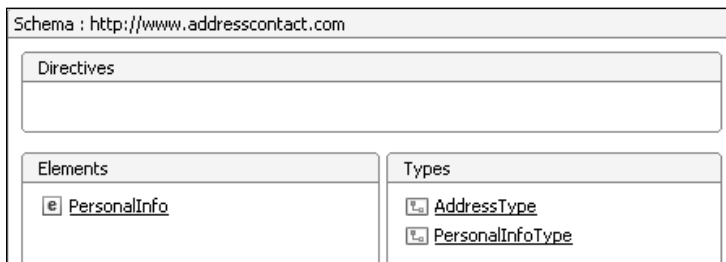 Schema : http://www.addresscontact.com
Directives
Elements
e PersonalInfo
Types
AddressType
PersonalInfoType